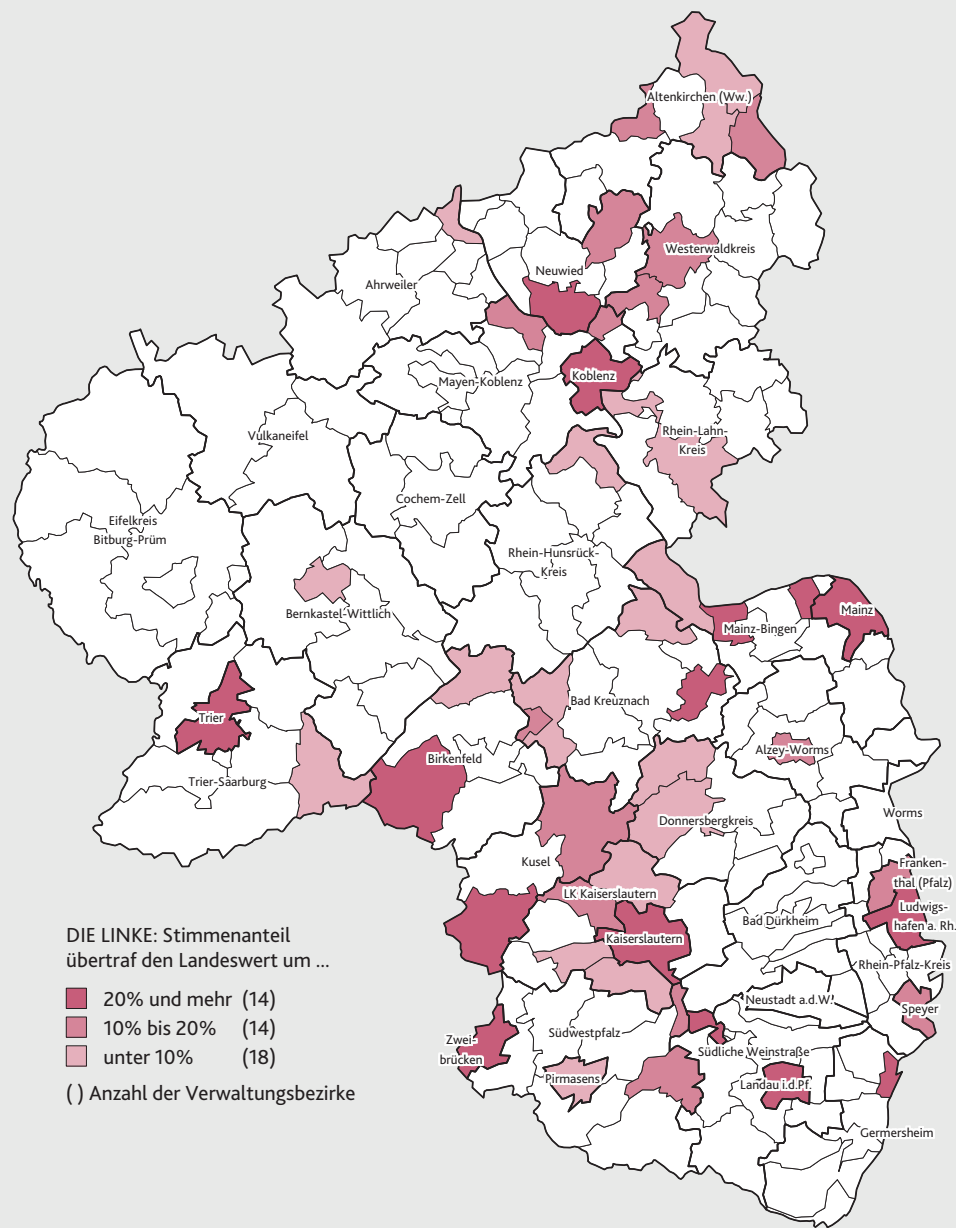 Altenkirchen (Ww.)
Westerwaldkreis
Neuwied
Ahrweiler
Koblenz
Mayen-Koblenz
Rhein-Lahn-
Kreis
Vulkaneifel
Cochem-Zell
Eifelkreis
Bitburg-Prüm
Rhein-Hunsrück-
Kreis
Bernkastel-Wittlich
Mainz
Mainz-Bingen
Bad Kreuznach
Trier
Alzey-Worms
Birkenfeld
Trier-Saarburg
Worms
Donnersbergkreis
Kusel
Franken-
thal (Pfalz)
LK Kaiserslautern
Ludwigs-
hafen a. Rh.
Bad Dürkheim
Kaiserslautern
Rhein-Pfalz-Kreis
Neustadt a.d.W.
Speyer
Südwestpfalz
Zwei-
brücken
Südliche Weinstraße
Pirmasens
Landau i.d.Pf.
Germersheim
DIE LINKE: Stimmenanteil
übertraf den Landeswert um ...
20% und mehr (14)
10% bis 20% (14)
unter 10% (18)
( ) Anzahl der Verwaltungsbezirke